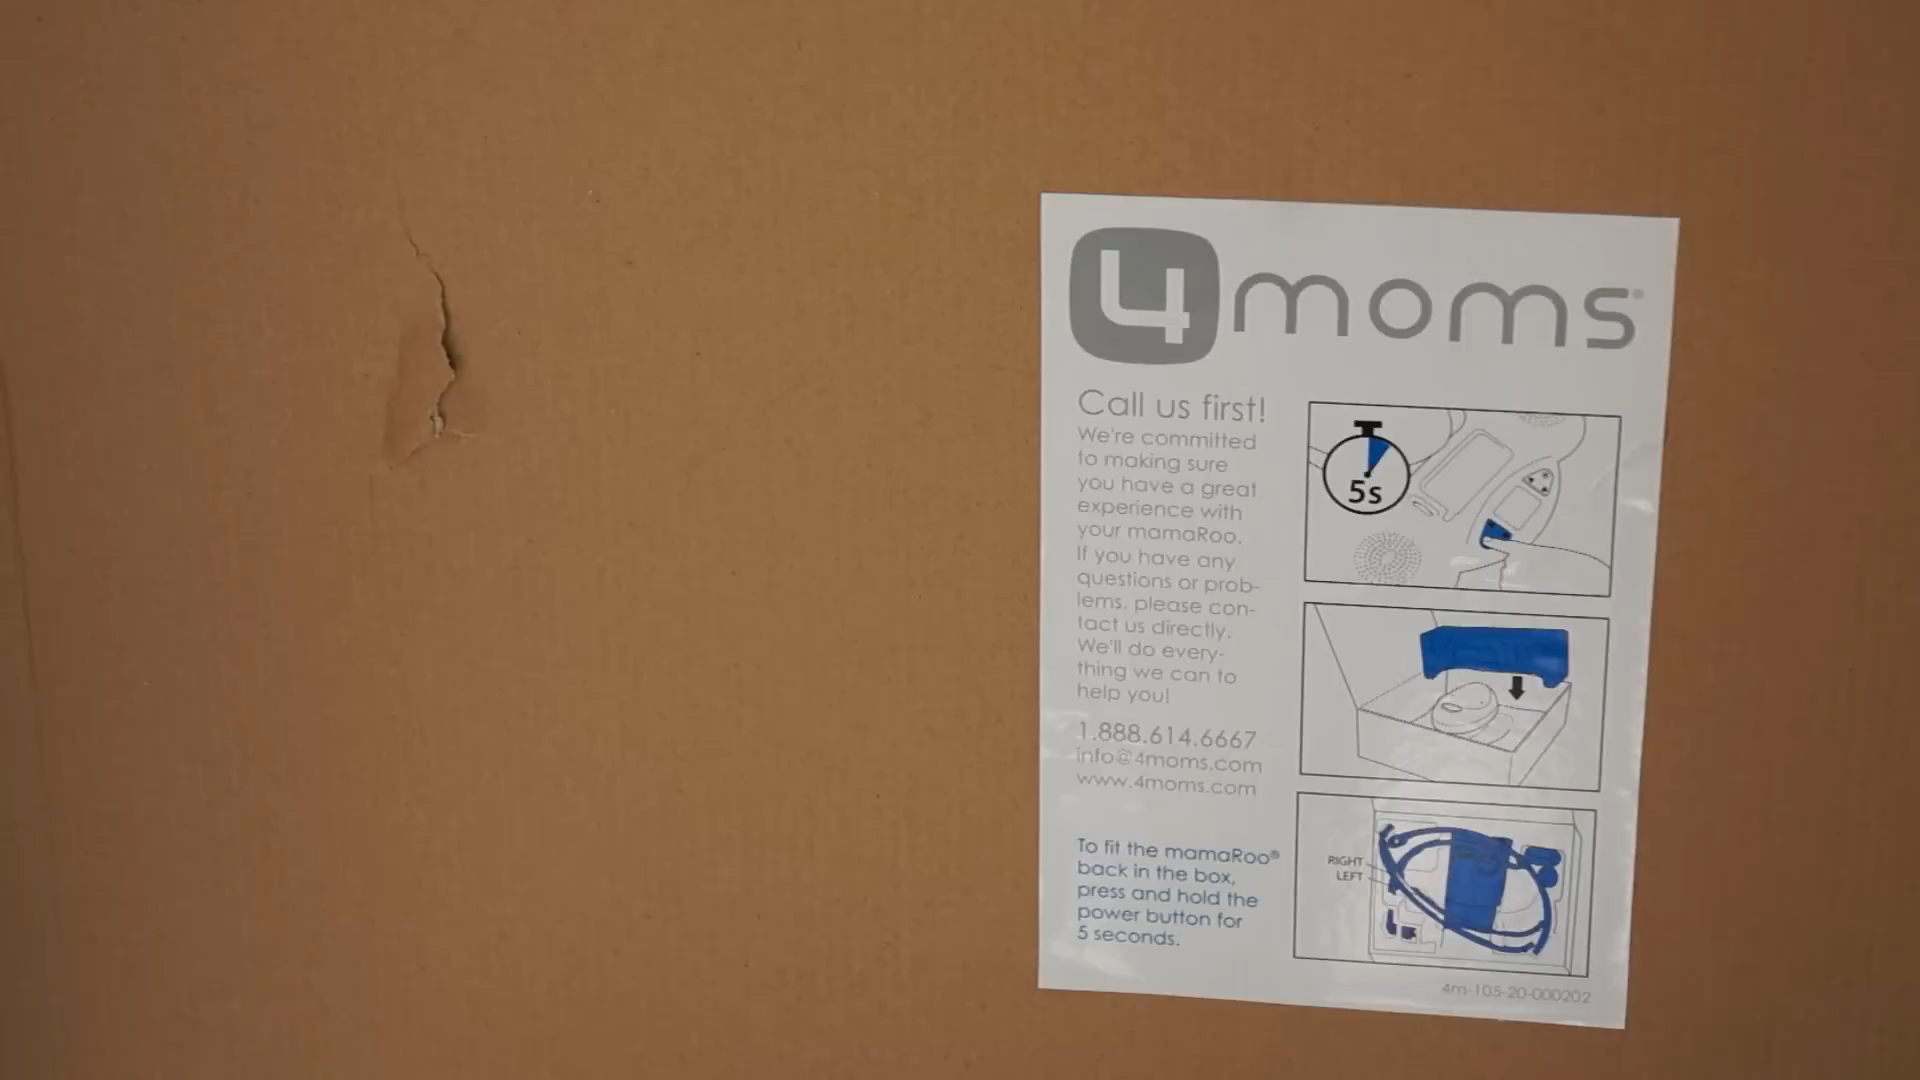 4moms®
Call us first!
We're committed
to making sure
you have a great
experience with
your mamaRoo.
If you have any
questions or prob-
lems, please con-
tact us directly.
We'll do every-
thing we can to
help you!
1.888.614.6667
info@4moms.com
www.4moms.com
To fit the mamaRoo®
back in the box,
press and hold the
power button for
5 seconds.
5s
RIGHT
LEFT
4m-105-20-000202